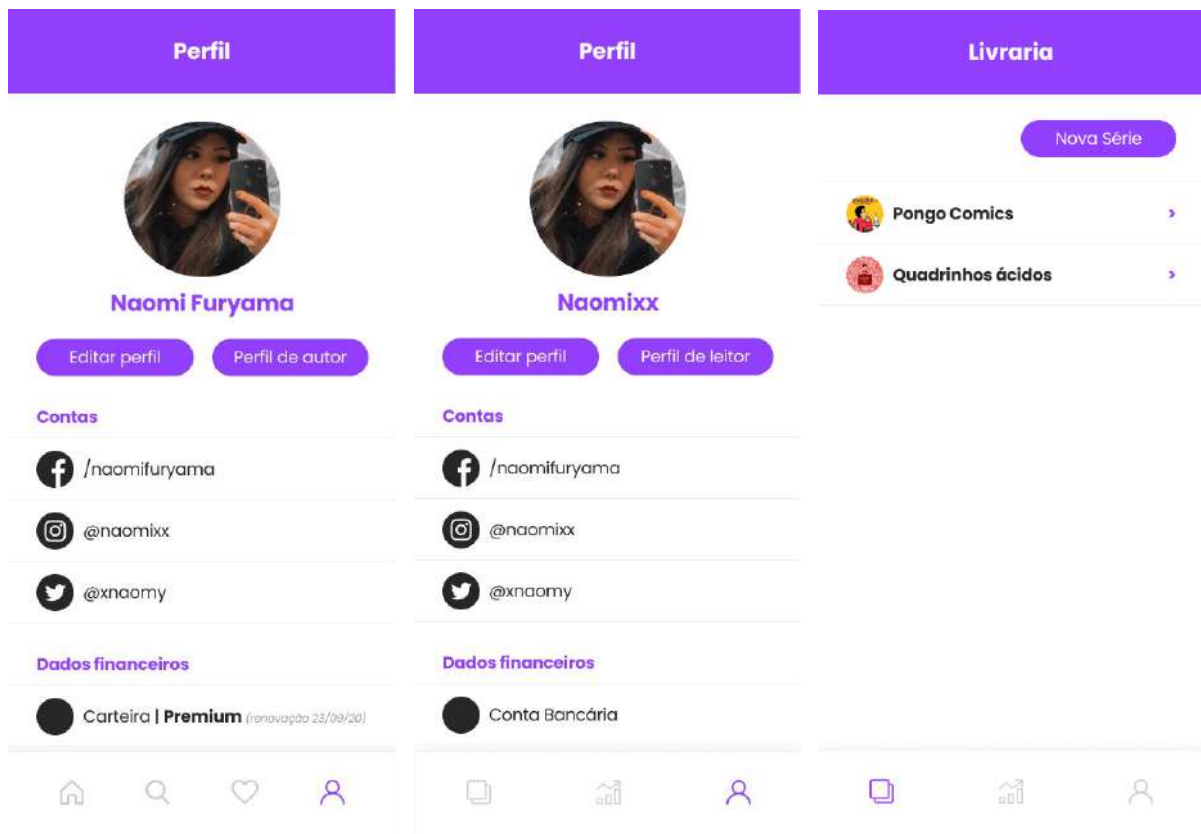 Perfil
Naomi Furyama
Editar perfil
Perfil de autor
Contas
/naomifuryama
@naomixx
@xnaomy
Dados financeiros
Carteira | Premium (renovação 23/09/20)
Perfil
Naomixx
Editar perfil
Perfil de leitor
Contas
/naomifuryama
@naomixx
@xnaomy
Dados financeiros
Conta Bancária
Livraria
Nova Série
Pongo Comics
Quadrinhos ácidos